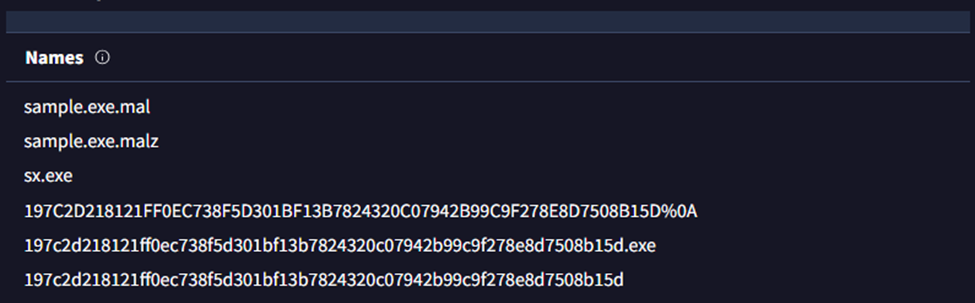 Names
sample.exe.mal
sample.exe.malz
sx.exe
197C2D218121FF0EC738F5D301BF13B7824320C07942B99C9F278E8D7508B15D%0A
197c2d218121ff0ec738f5d301bf13b7824320c07942b99c9f278e8d7508b15d.exe
197c2d218121ff0ec738f5d301bf13b7824320c07942b99c9f278e8d7508b15d